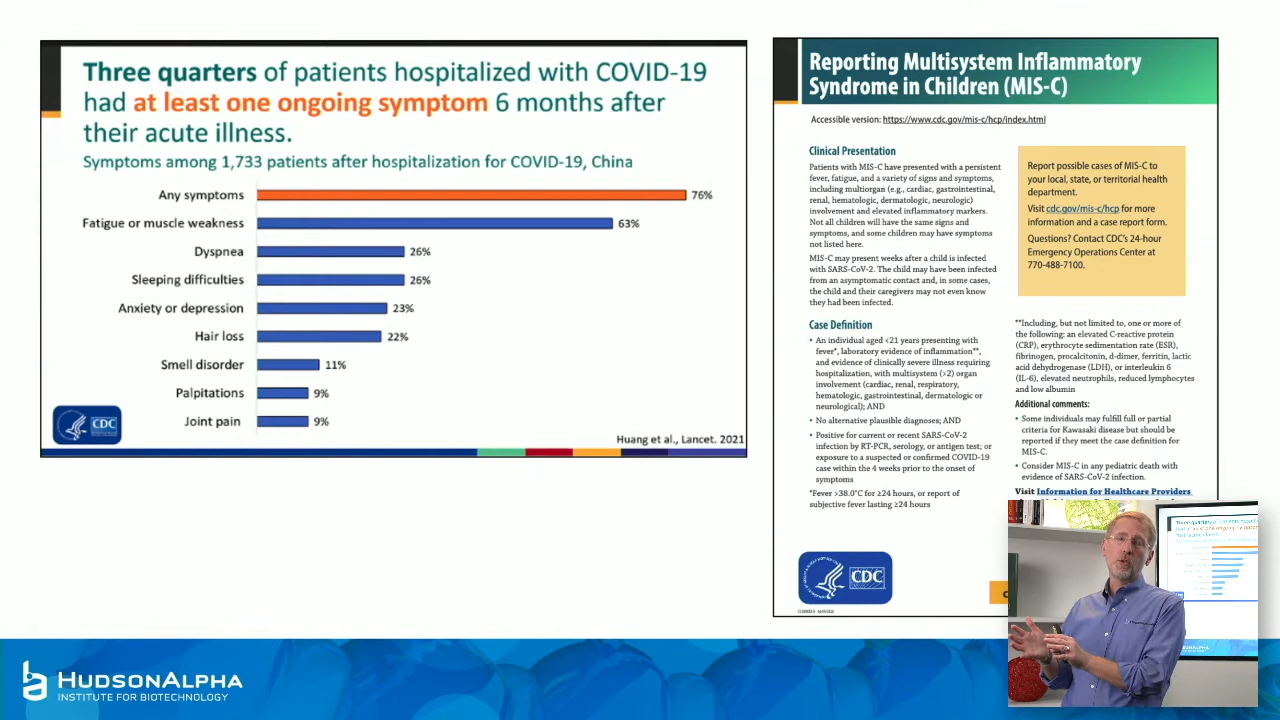 Three quarters of patients hospitalized with COVID-19
had at least one ongoing symptom 6 months after
their acute illness.
Symptoms among 1,733 patients after hospitalization for COVID-19, China
Any symptoms 76%
Fatigue or muscle weakness 63%
Dyspnea 26%
Sleeping difficulties 26%
Anxiety or depression 23%
Hair loss 22%
Smell disorder 11%
Palpitations 9%
Joint pain 9%
CDC
Huang et al., Lancet. 2021
Reporting Multisystem Inflammatory
Syndrome in Children (MIS-C)
Accessible version: https://www.cdc.gov/mis-c/hcp/index.html
Clinical Presentation
Patients with MIS-C have presented with a persistent
fever, fatigue, and a variety of signs and symptoms,
including multiorgan (e.g., cardiac, gastrointestinal,
renal, hematologic, dermatologic, neurologic)
involvement and elevated inflammatory markers.
Not all children will have the same signs and
symptoms, and some children may have symptoms
not listed here.
MIS-C may present weeks after a child is infected
with SARS-CoV-2. The child may have been infected
from an asymptomatic contact and, in some cases,
the child and their caregivers may not even know
they had been infected.
Case Definition
• An individual aged <21 years presenting with
fever*, laboratory evidence of inflammation**,
and evidence of clinically severe illness requiring
hospitalization, with multisystem (>2) organ
involvement (cardiac, renal, respiratory,
hematologic, gastrointestinal, dermatologic or
neurological); AND
• No alternative plausible diagnoses; AND
• Positive for current or recent SARS-CoV-2
infection by RT-PCR, serology, or antigen test; or
exposure to a suspected or confirmed COVID-19
case within the 4 weeks prior to the onset of
symptoms
*Fever >38.0°C for ≥24 hours, or report of
subjective fever lasting ≥24 hours
Report possible cases of MIS-C to
your local, state, or territorial health
department.
Visit cdc.gov/mis-c/hcp for more
information and a case report form.
Questions? Contact CDC's 24-hour
Emergency Operations Center at
770-488-7100.
**Including, but not limited to, one or more of
the following: an elevated C-reactive protein
(CRP), erythrocyte sedimentation rate (ESR),
fibrinogen, procalcitonin, d-dimer, ferritin, lactic
acid dehydrogenase (LDH), or interleukin 6
(IL-6), elevated neutrophils, reduced lymphocytes
and low albumin
Additional comments:
• Some individuals may fulfill full or partial
criteria for Kawasaki disease but should be
reported if they meet the case definition for
MIS-C.
• Consider MIS-C in any pediatric death with
evidence of SARS-CoV-2 infection.
Visit Information for Healthcare Providers
CDC
Three quarters of patients hospitaliz
had at least one ongoing symptom
their acute illness.
HUDSONALPHA
INSTITUTE FOR BIOTECHNOLOGY